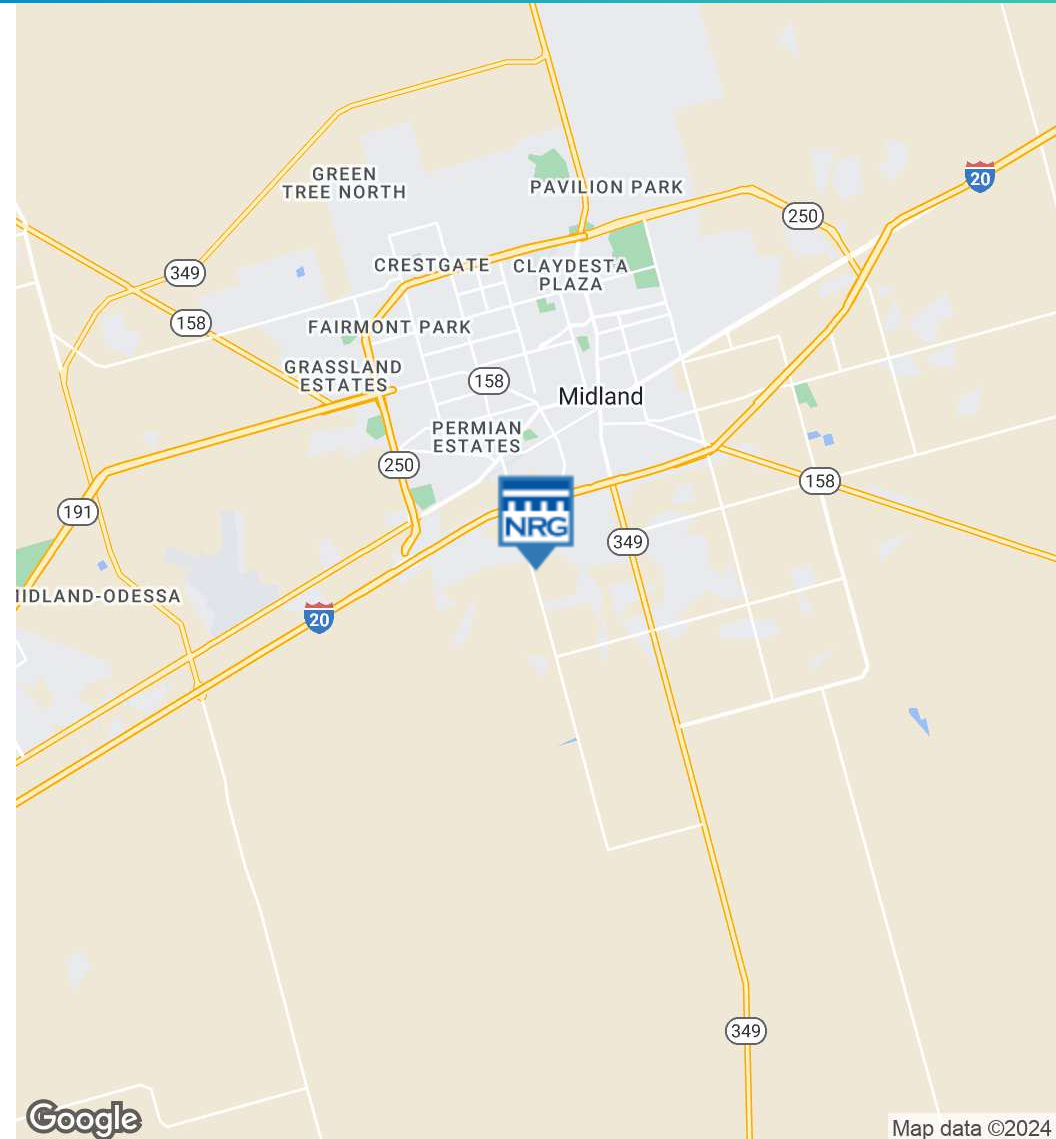 GREEN
TREE NORTH
PAVILION PARK
20
250
349
CRESTGATE
CLAYDESTA
PLAZA
158
FAIRMONT PARK
GRASSLAND
ESTATES
158
Midland
PERMIAN
ESTATES
250
158
191
NRG
349
MIDLAND-ODESSA
20
349
Google
Map data ©2024